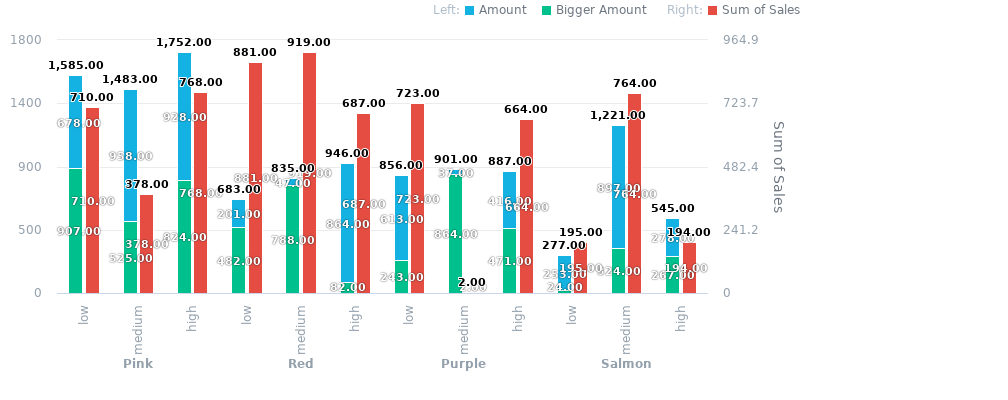 Left: Amount Bigger Amount Right: Sum of Sales
1800 964.9
1400 723.7
900 482.4
500 241.2
0 0
Sum of Sales
1,585.00 710.00 1,483.00 378.00 1,752.00 768.00 683.00 881.00 835.00 919.00 946.00 687.00 856.00 723.00 901.00 2.00 887.00 664.00 277.00 195.00 1,221.00 764.00 545.00 194.00
678.00 938.00 928.00 201.00 47.00 864.00 613.00 37.00 416.00 897.00
907.00 525.00 824.00 482.00 788.00 82.00 243.00 864.00 471.00 24.00 267.00
710.00 378.00 768.00 881.00 687.00 723.00 664.00 195.00 764.00 194.00
low medium high low medium high low medium high low medium high
Pink Red Purple Salmon